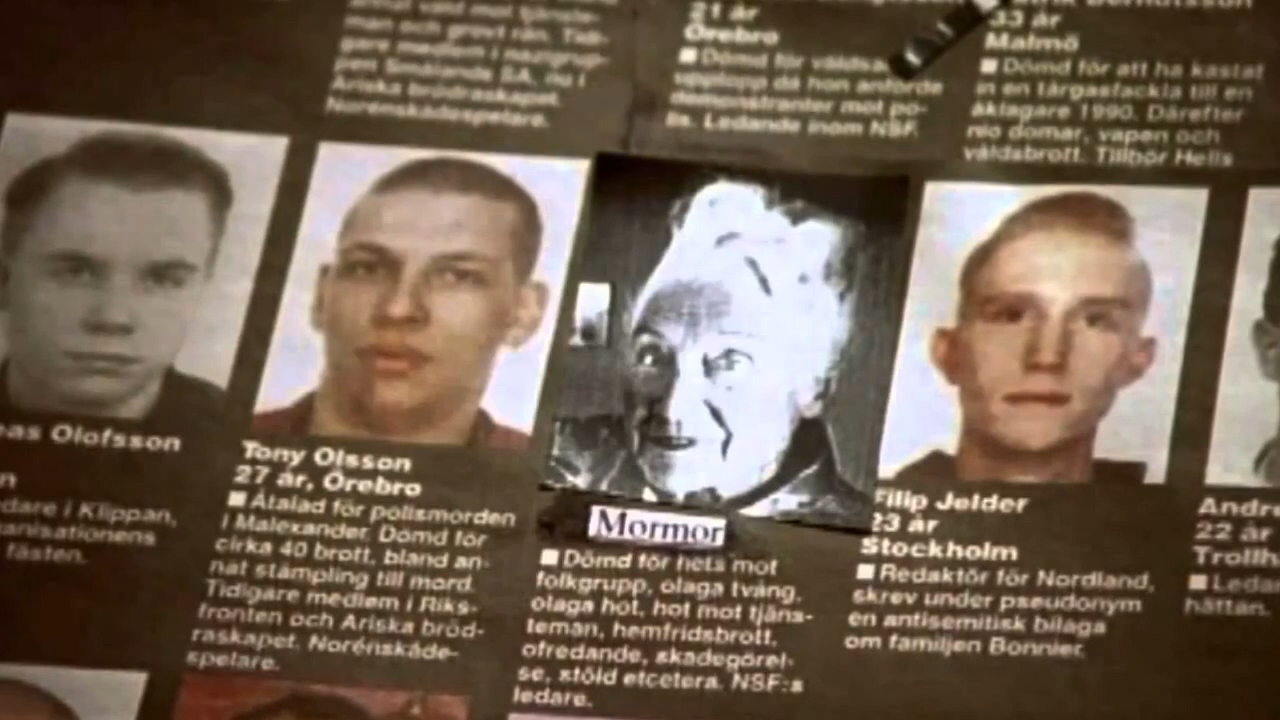 man och grovt rån. Tidi-
gare medlem i nazigrup-
pen Smålands SA, nu i
Ariska brödraskapet.
Norénskådespelare.
21 år
Örebro
■ Dömd för
upplopp då hon anförde
demonstranter mot po-
lis. Ledande inom NSF.
33 år
Malmö
■ Dömd för att ha kastat
in en tårgasfackla till en
åklagare 1990. Därefter
nio domar, vapen och
våldsbrott. Tillhör Hells
eas Olofsson
dare i Klippan,
anisationens
fästen.
Tony Olsson
27 år, Örebro
■ Åtalad för polismorden
i Malexander. Dömd för
cirka 40 brott, bland an-
nat stämpling till mord.
Tidigare medlem i Riks-
fronten och Ariska bröd-
raskapet. Norénskåde-
spelare.
Mormor
■ Dömd för hets mot
folkgrupp, olaga tvång,
olaga hot, hot mot tjäns-
teman, hemfridsbrott,
ofredande, skadegörel-
se, stöld etcetera. NSF:s
ledare.
Filip Jelder
23 år
Stockholm
■ Redaktör för Nordland,
skrev under pseudonym
en antisemitisk bilaga
om familjen Bonnier.
Andre
22 år
Trollh
■ Leda
hättan.